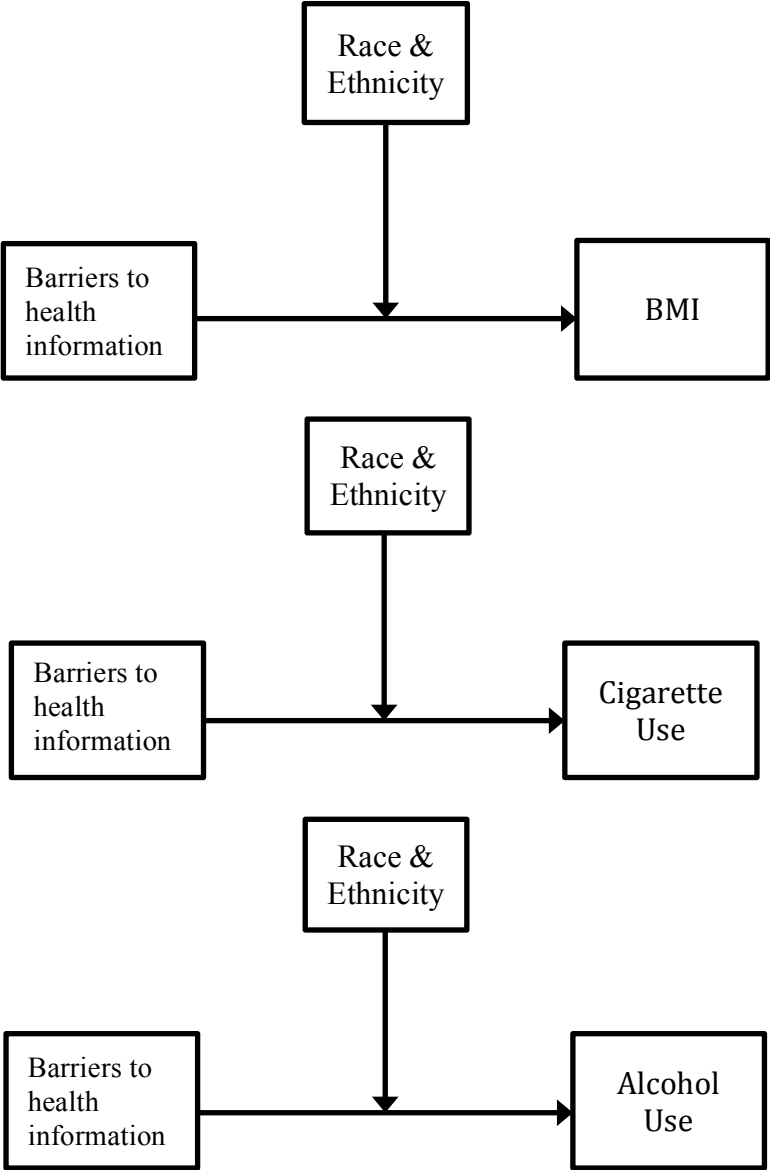 Race &
Ethnicity
Barriers to
health
information
BMI
Race &
Ethnicity
Barriers to
health
information
Cigarette
Use
Race &
Ethnicity
Barriers to
health
information
Alcohol
Use